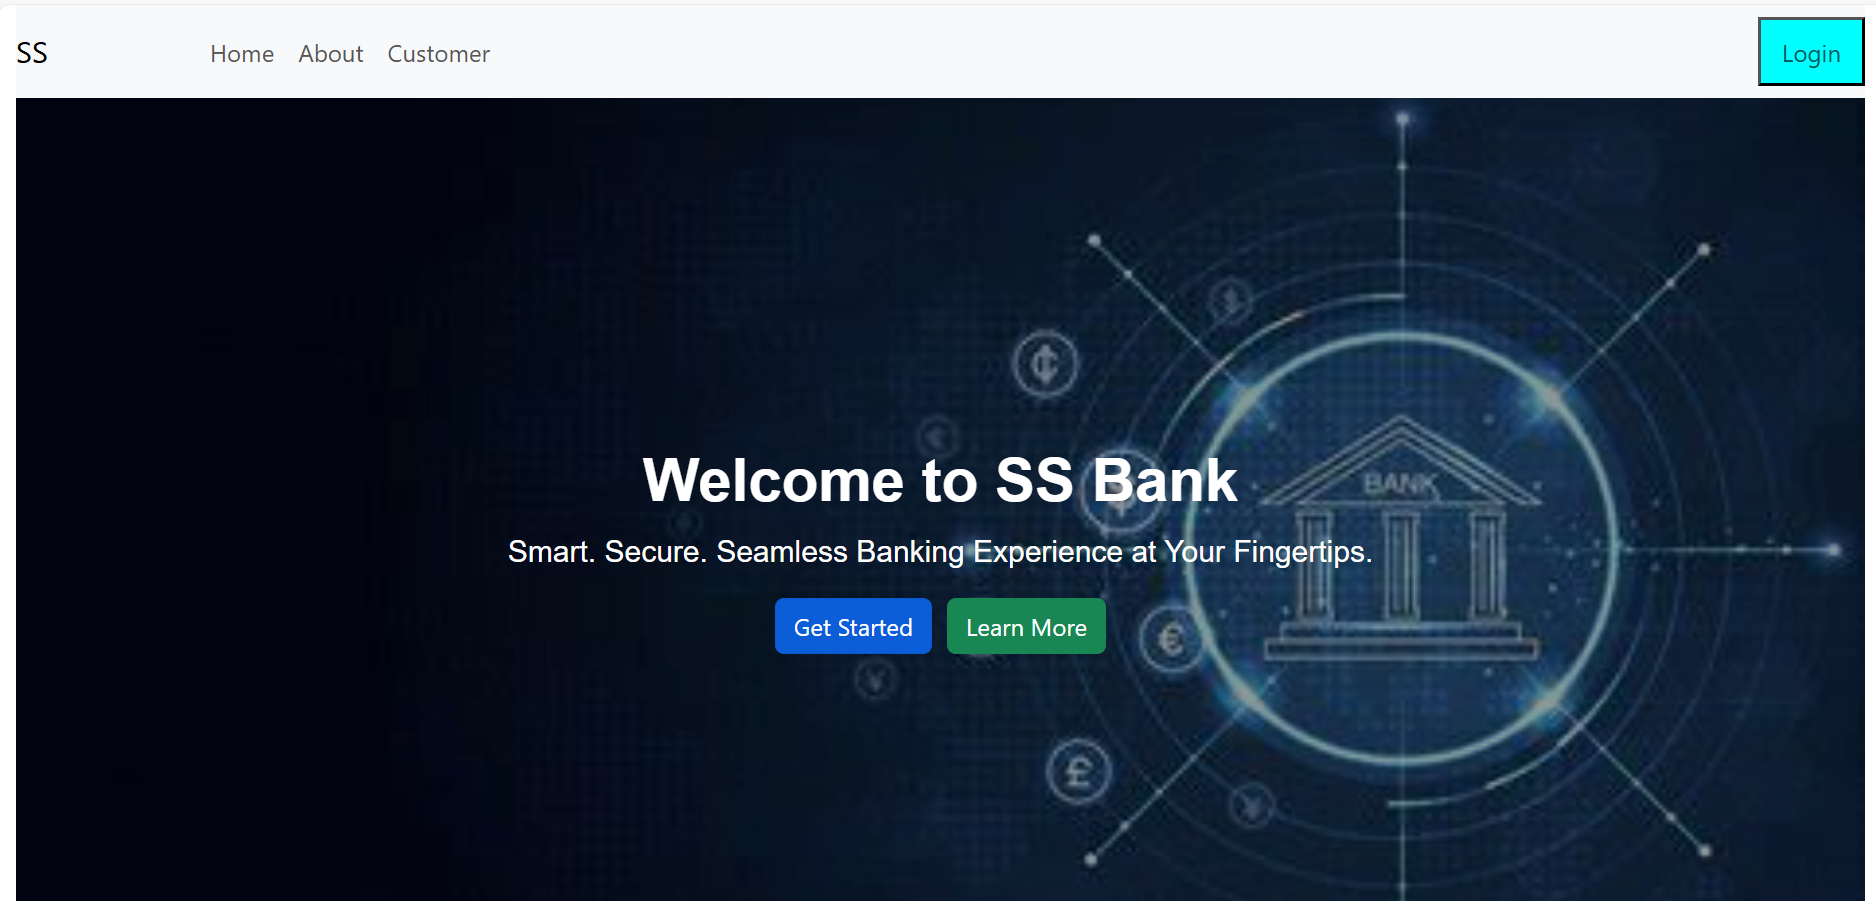 SS
Home About Customer
Login
Welcome to SS Bank
BANK
Smart. Secure. Seamless Banking Experience at Your Fingertips.
Get Started
Learn More